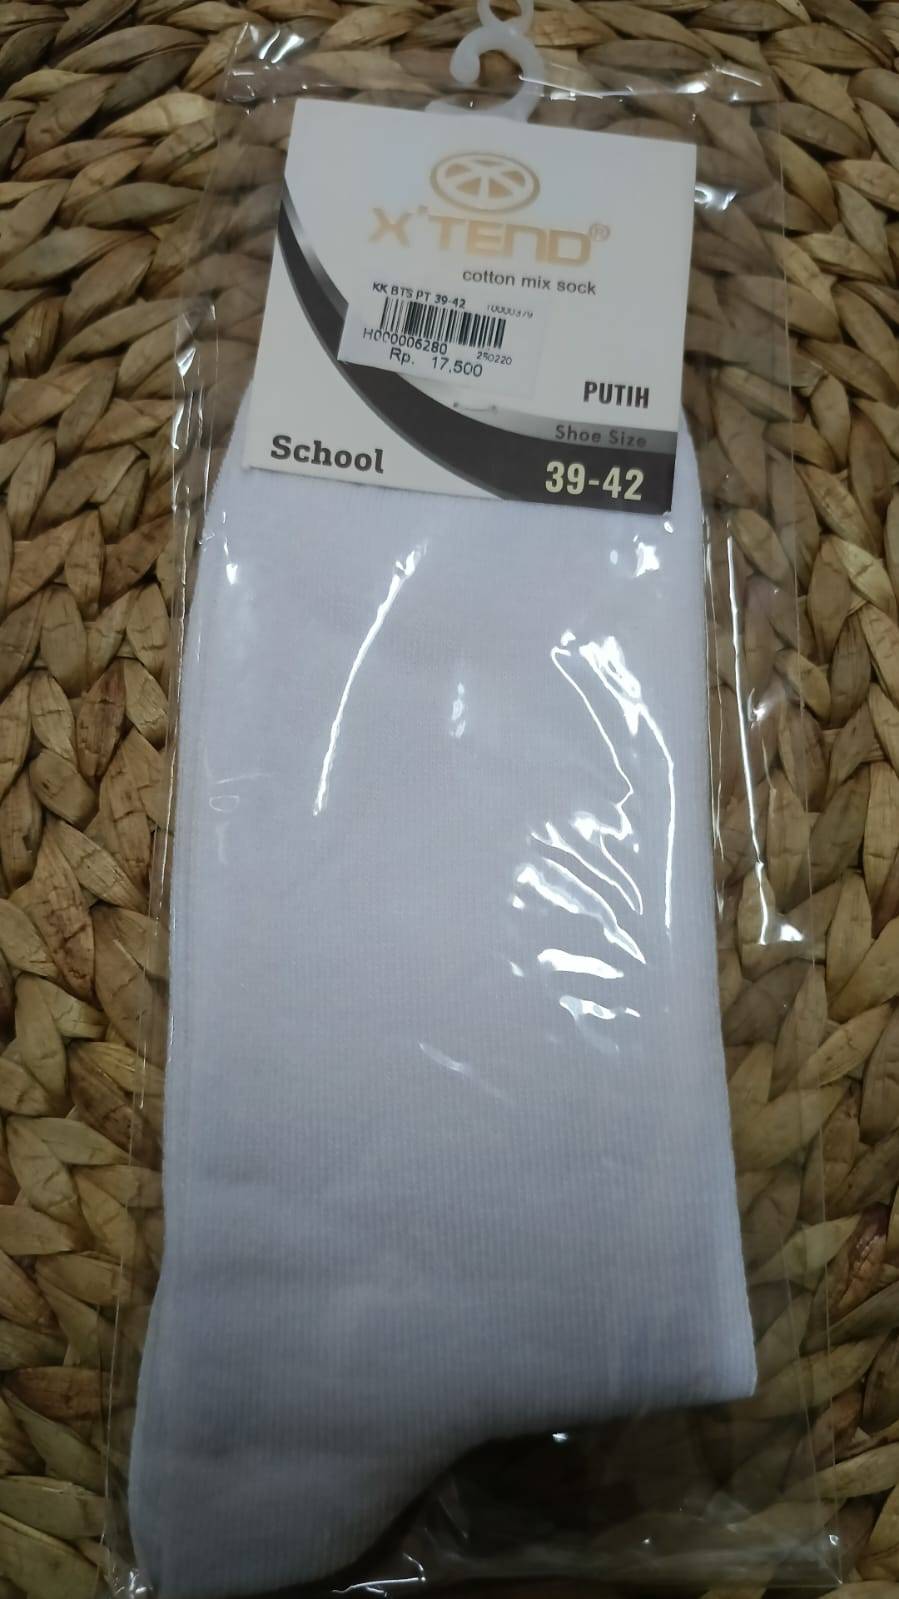 X'TEND®
cotton mix sock
KK BTS PT 39-42
T0000379
H000006280
250220
Rp. 17,500
PUTIH
Shoe Size
39-42
School